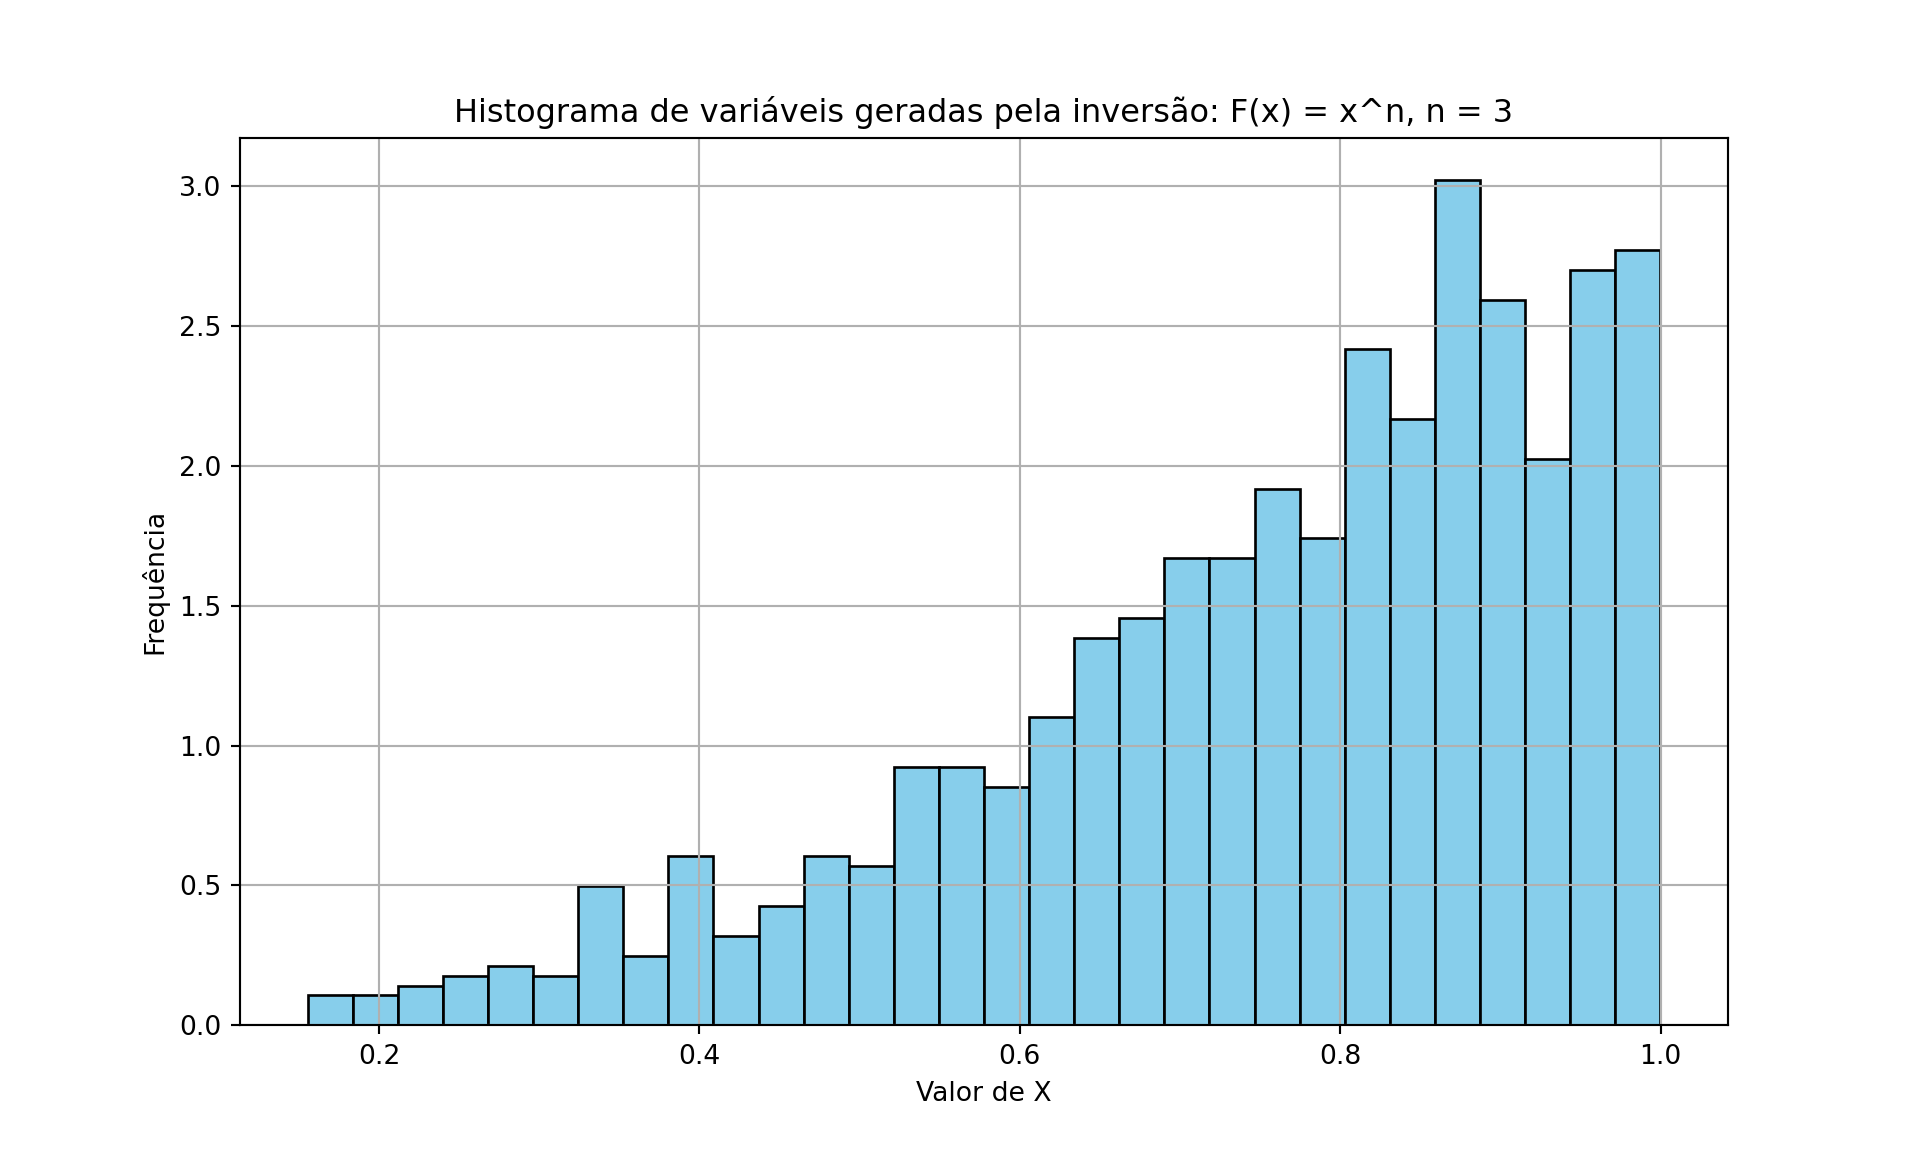 Histograma de variáveis geradas pela inversão: F(x) = x^n, n = 3
Frequência
3.0
2.5
2.0
1.5
1.0
0.5
0.0
0.2 0.4 0.6 0.8 1.0
Valor de X